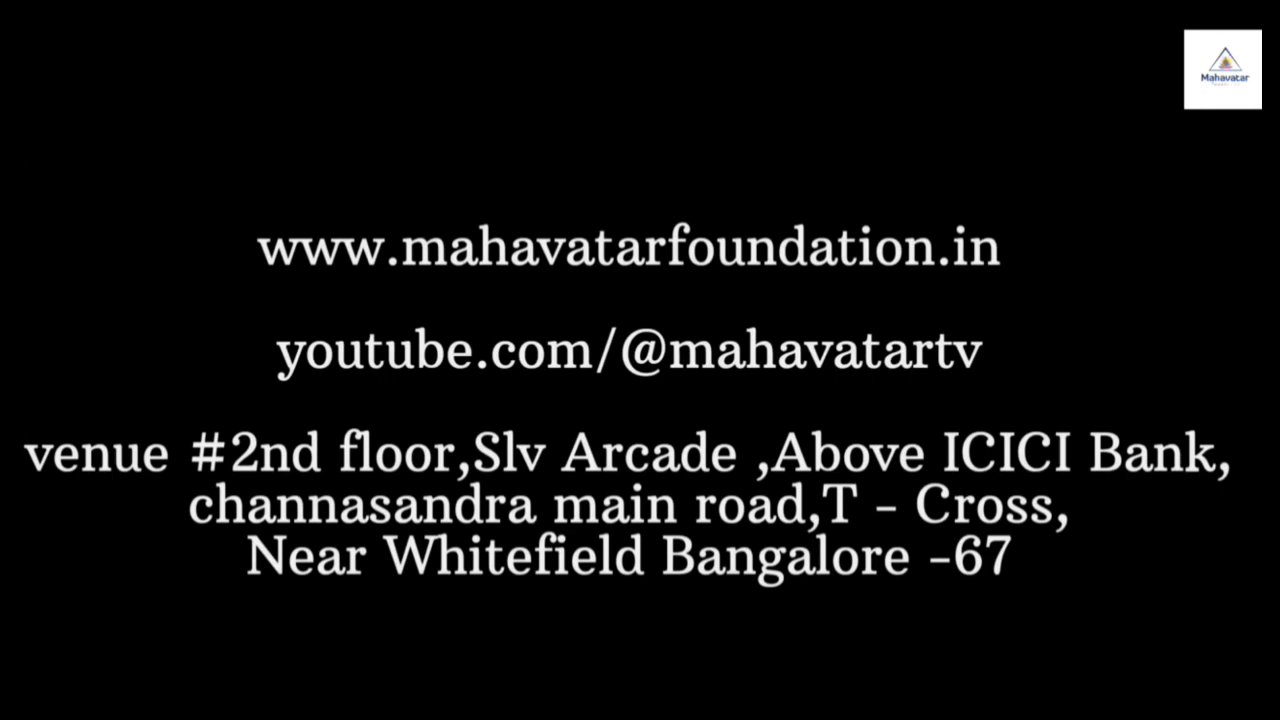 Mahavatar
www.mahavatarfoundation.in
youtube.com/@mahavatartv
venue #2nd floor,Slv Arcade ,Above ICICI Bank,
channasandra main road,T - Cross,
Near Whitefield Bangalore -67